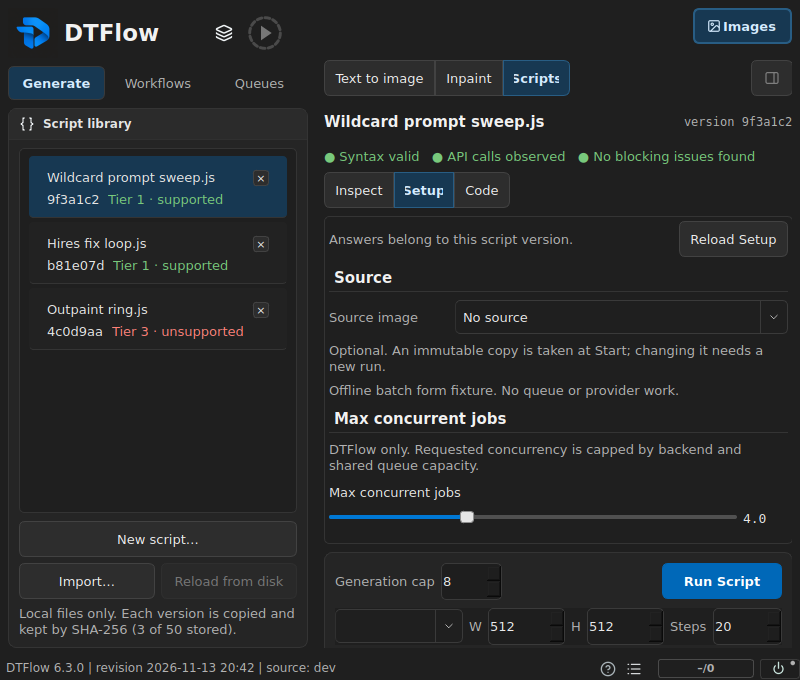 DTFlow
Images
Generate
Workflows
Queues
Text to image
Inpaint
Scripts
{ } Script library
Wildcard prompt sweep.js
9f3a1c2 Tier 1 · supported
Hires fix loop.js
b81e07d Tier 1 · supported
Outpaint ring.js
4c0d9aa Tier 3 · unsupported
New script…
Import…
Reload from disk
Local files only. Each version is copied and
kept by SHA-256 (3 of 50 stored).
Wildcard prompt sweep.js
version 9f3a1c2
Syntax valid
API calls observed
No blocking issues found
Inspect
Setup
Code
Answers belong to this script version.
Reload Setup
Source
Source image
No source
Optional. An immutable copy is taken at Start; changing it needs a
new run.
Offline batch form fixture. No queue or provider work.
Max concurrent jobs
DTFlow only. Requested concurrency is capped by backend and
shared queue capacity.
Max concurrent jobs
4.0
Generation cap 8
Run Script
W 512 H 512 Steps 20
DTFlow 6.3.0 | revision 2026-11-13 20:42 | source: dev
–/0